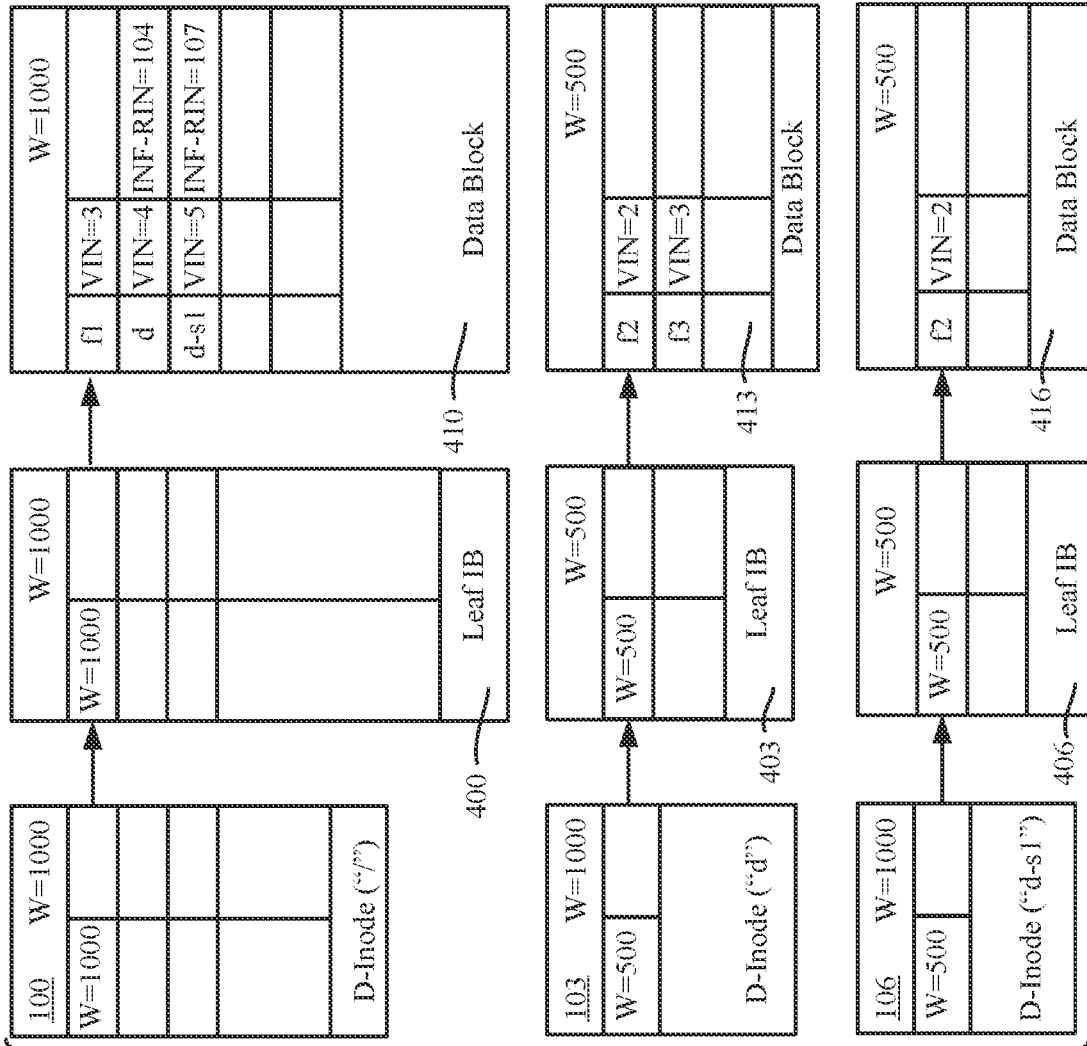 100 W=1000
W=1000
D-Inode (“/”)
W=1000
W=1000
Leaf IB
400
W=1000
f1 VIN=3
d VIN=4 INF-RIN=104
d-s1 VIN=5 INF-RIN=107
Data Block
410
103 W=1000
W=500
D-Inode (“d”)
W=500
W=500
Leaf IB
403
W=500
f2 VIN=2
f3 VIN=3
Data Block
413
106 W=1000
W=500
D-Inode (“d-s1”)
W=500
W=500
Leaf IB
406
W=500
f2 VIN=2
Data Block
416